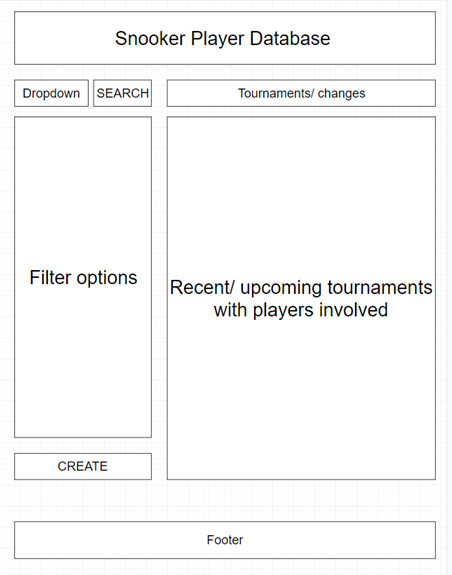 Snooker Player Database
Dropdown
SEARCH
Tournaments/ changes
Filter options
Recent/ upcoming tournaments
with players involved
CREATE
Footer